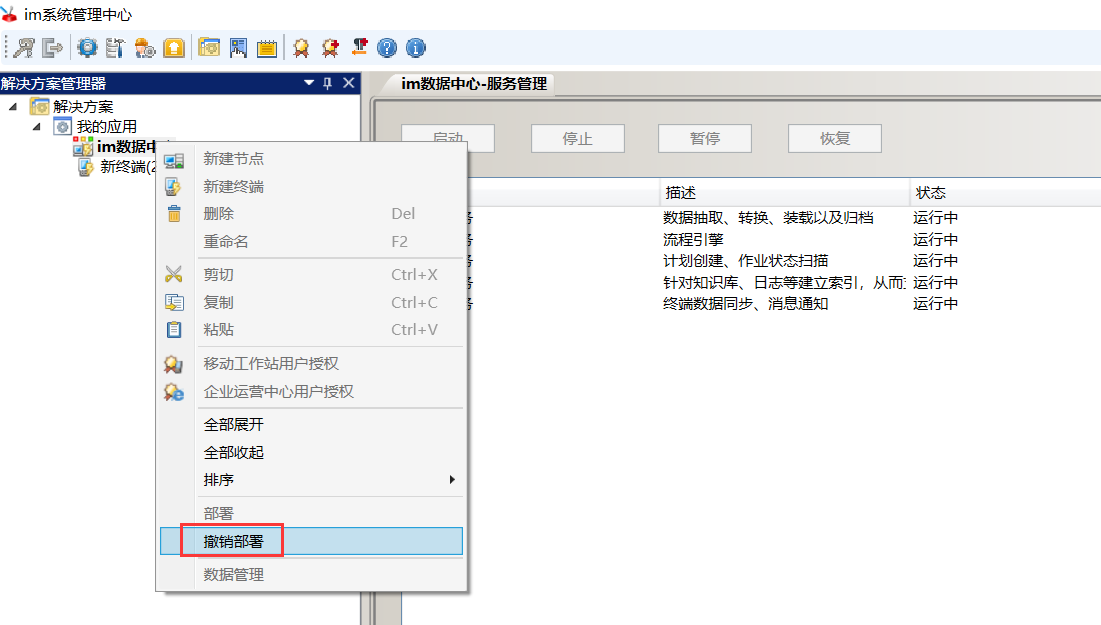 im系统管理中心
解决方案管理器
im数据中心-服务管理
解决方案
我的应用
im数据中
新终端(2
启动 停止 暂停 恢复
描述 状态
务 数据抽取、转换、装载以及归档 运行中
务 流程引擎 运行中
务 计划创建、作业状态扫描 运行中
务 针对知识库、日志等建立索引，从而 运行中
务 终端数据同步、消息通知 运行中
新建节点
新建终端
删除 Del
重命名 F2
剪切 Ctrl+X
复制 Ctrl+C
粘贴 Ctrl+V
移动工作站用户授权
企业运营中心用户授权
全部展开
全部收起
排序
部署
撤销部署
数据管理